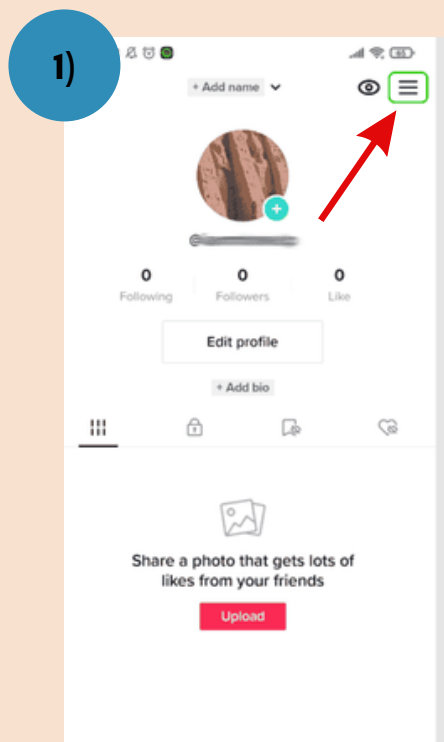 1)
65
+ Add name
0 0 0
Following Followers Like
Edit profile
+ Add bio
Share a photo that gets lots of
likes from your friends
Upload